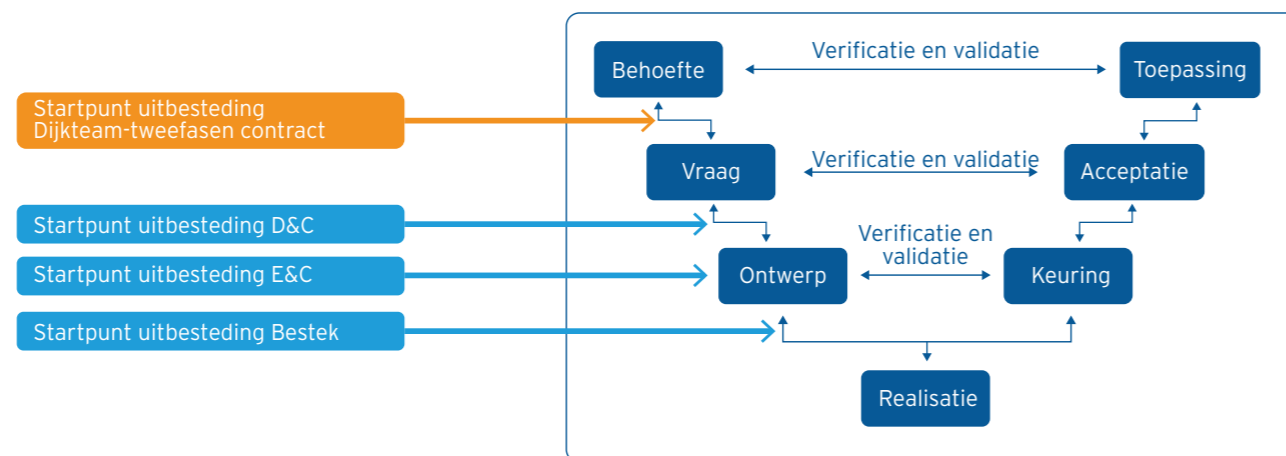 Behoefte
Verificatie en validatie
Toepassing
Startpunt uitbesteding
Dijkteam-tweefasen contract
Vraag
Verificatie en validatie
Acceptatie
Startpunt uitbesteding D&C
Verificatie en
validatie
Startpunt uitbesteding E&C
Ontwerp
Keuring
Startpunt uitbesteding Bestek
Realisatie